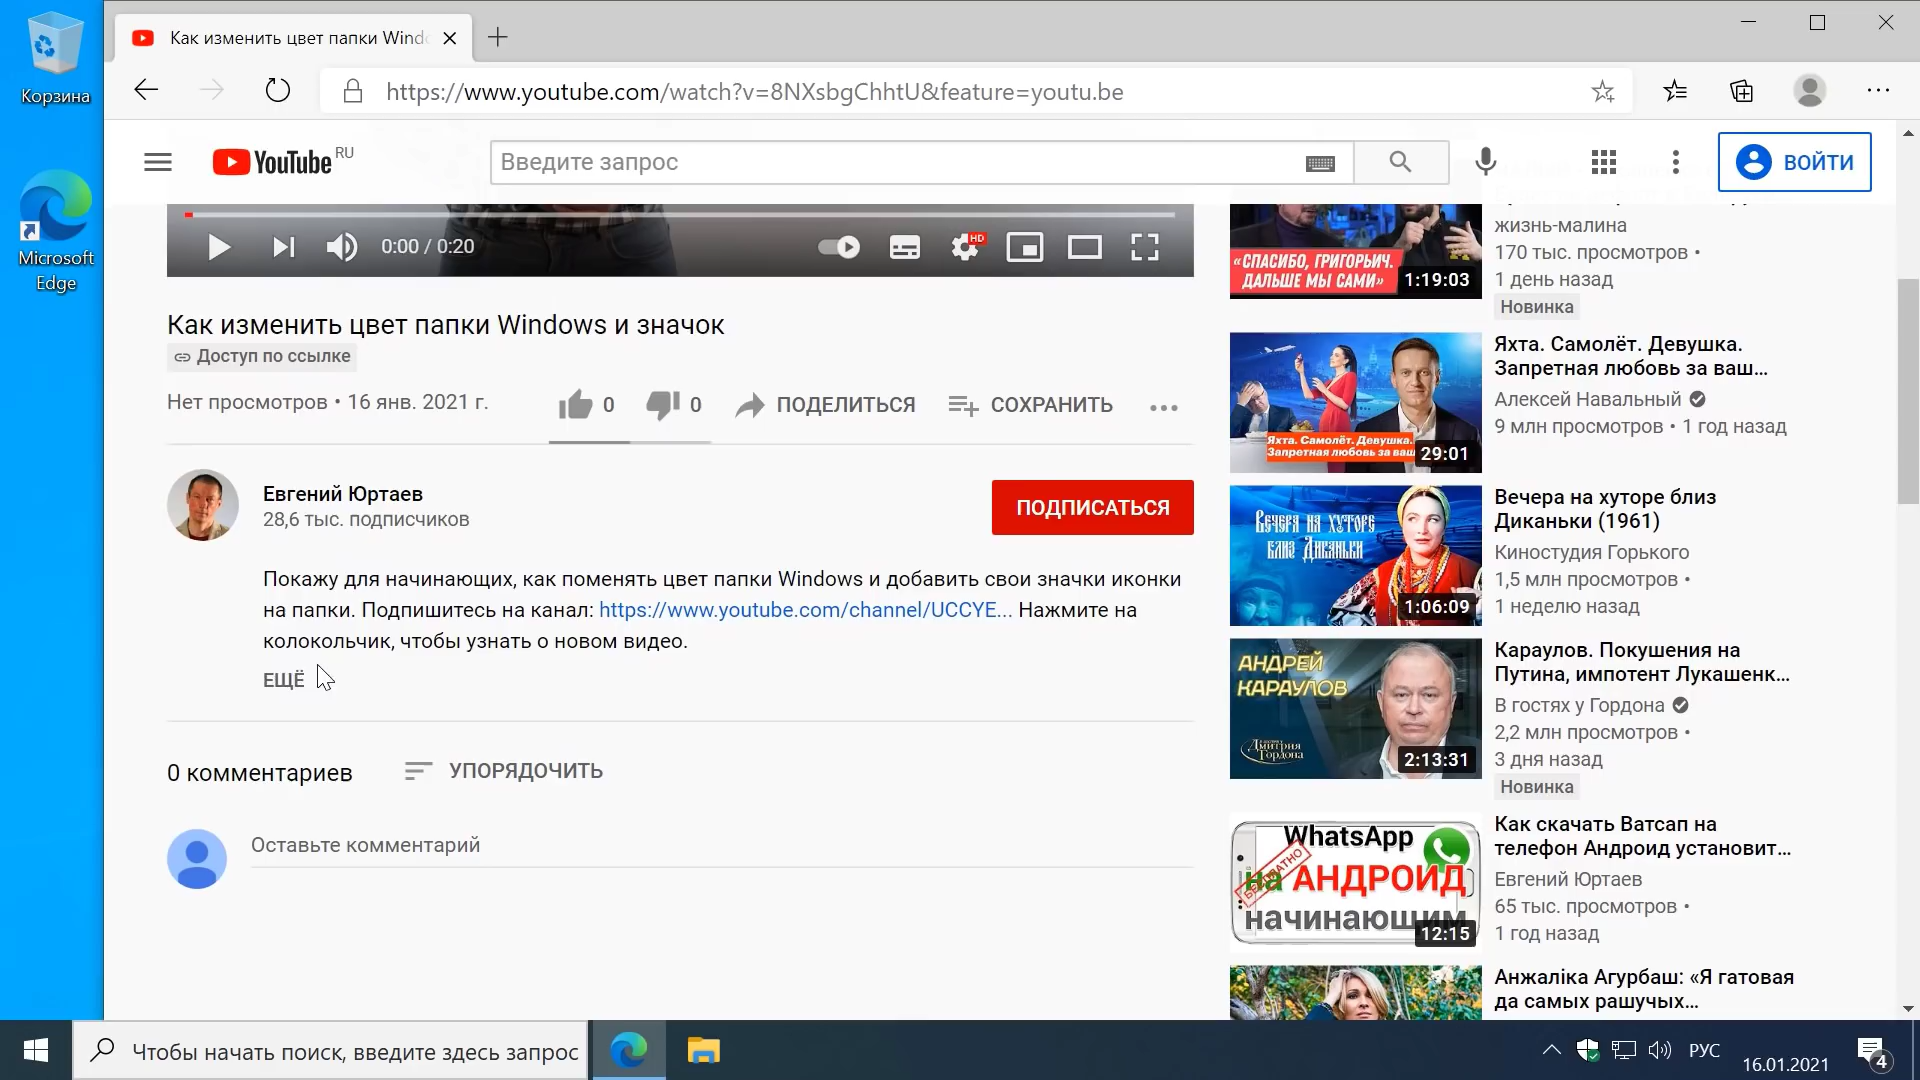 Корзина
Microsoft
Edge
Как изменить цвет папки Windo
https://www.youtube.com/watch?v=8NXsbgChhtU&feature=youtu.be
YouTube RU
Введите запрос
ВОЙТИ
0:00 / 0:20
HD
Как изменить цвет папки Windows и значок
Доступ по ссылке
Нет просмотров • 16 янв. 2021 г.
0
0
ПОДЕЛИТЬСЯ
СОХРАНИТЬ
Евгений Юртаев
28,6 тыс. подписчиков
ПОДПИСАТЬСЯ
Покажу для начинающих, как поменять цвет папки Windows и добавить свои значки иконки
на папки. Подпишитесь на канал: https://www.youtube.com/channel/UCCYE... Нажмите на
колокольчик, чтобы узнать о новом видео.
ЕЩЁ
0 комментариев
УПОРЯДОЧИТЬ
Оставьте комментарий
«СПАСИБО, ГРИГОРЬИЧ.
ДАЛЬШЕ МЫ САМИ»
1:19:03
жизнь-малина
170 тыс. просмотров •
1 день назад
Новинка
Яхта. Самолёт. Девушка.
Запретная любовь за ваш
29:01
Яхта. Самолёт. Девушка.
Запретная любовь за ваш...
Алексей Навальный
9 млн просмотров • 1 год назад
Вечера на хуторе
близ Диканьки
1:06:09
Вечера на хуторе близ
Диканьки (1961)
Киностудия Горького
1,5 млн просмотров •
1 неделю назад
АНДРЕЙ
КАРАУЛОВ
в гостях у
Дмитрия
Гордона
2:13:31
Караулов. Покушения на
Путина, импотент Лукашенк...
В гостях у Гордона
2,2 млн просмотров •
3 дня назад
Новинка
WhatsApp
БЕСПЛАТНО
на АНДРОИД
начинающим
12:15
Как скачать Ватсап на
телефон Андроид установит...
Евгений Юртаев
65 тыс. просмотров •
1 год назад
Анжаліка Агурбаш: «Я гатовая
да самых рашучых...
Чтобы начать поиск, введите здесь запрос
РУС
16.01.2021
4